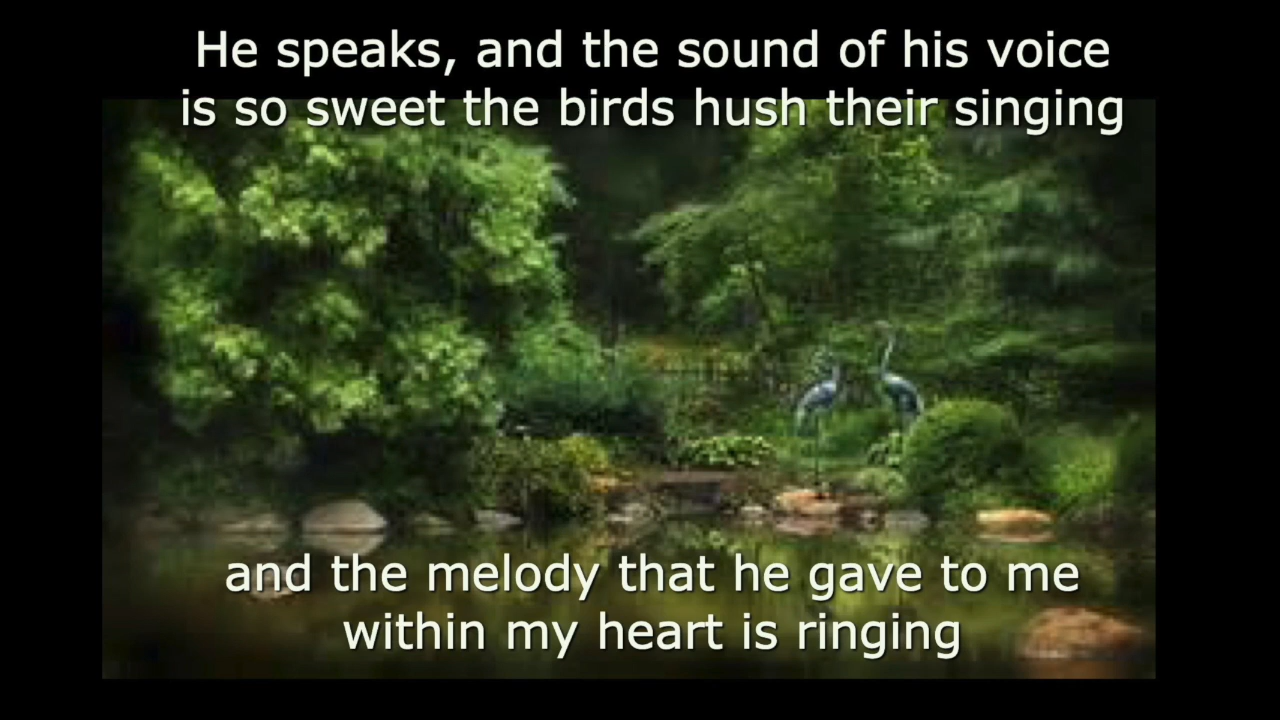 He speaks, and the sound of his voice
is so sweet the birds hush their singing
and the melody that he gave to me
within my heart is ringing